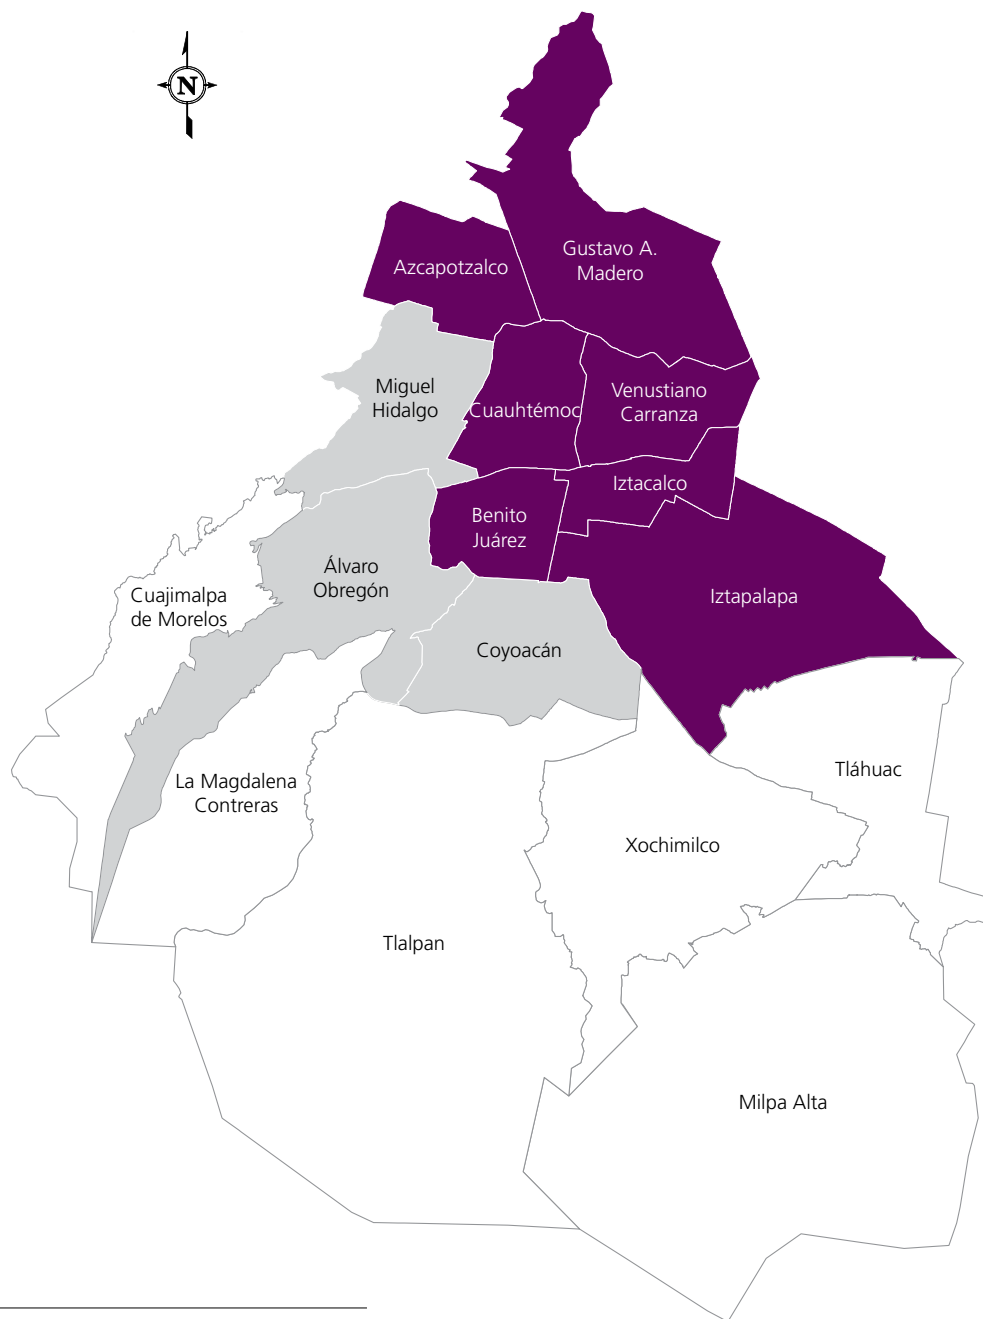 N
Gustavo A.
Madero
Azcapotzalco
Miguel
Hidalgo
Cuauhtémoc
Venustiano
Carranza
Iztacalco
Benito
Juárez
Álvaro
Obregón
Cuajimalpa
de Morelos
Iztapalapa
Coyoacán
La Magdalena
Contreras
Tláhuac
Xochimilco
Tlalpan
Milpa Alta